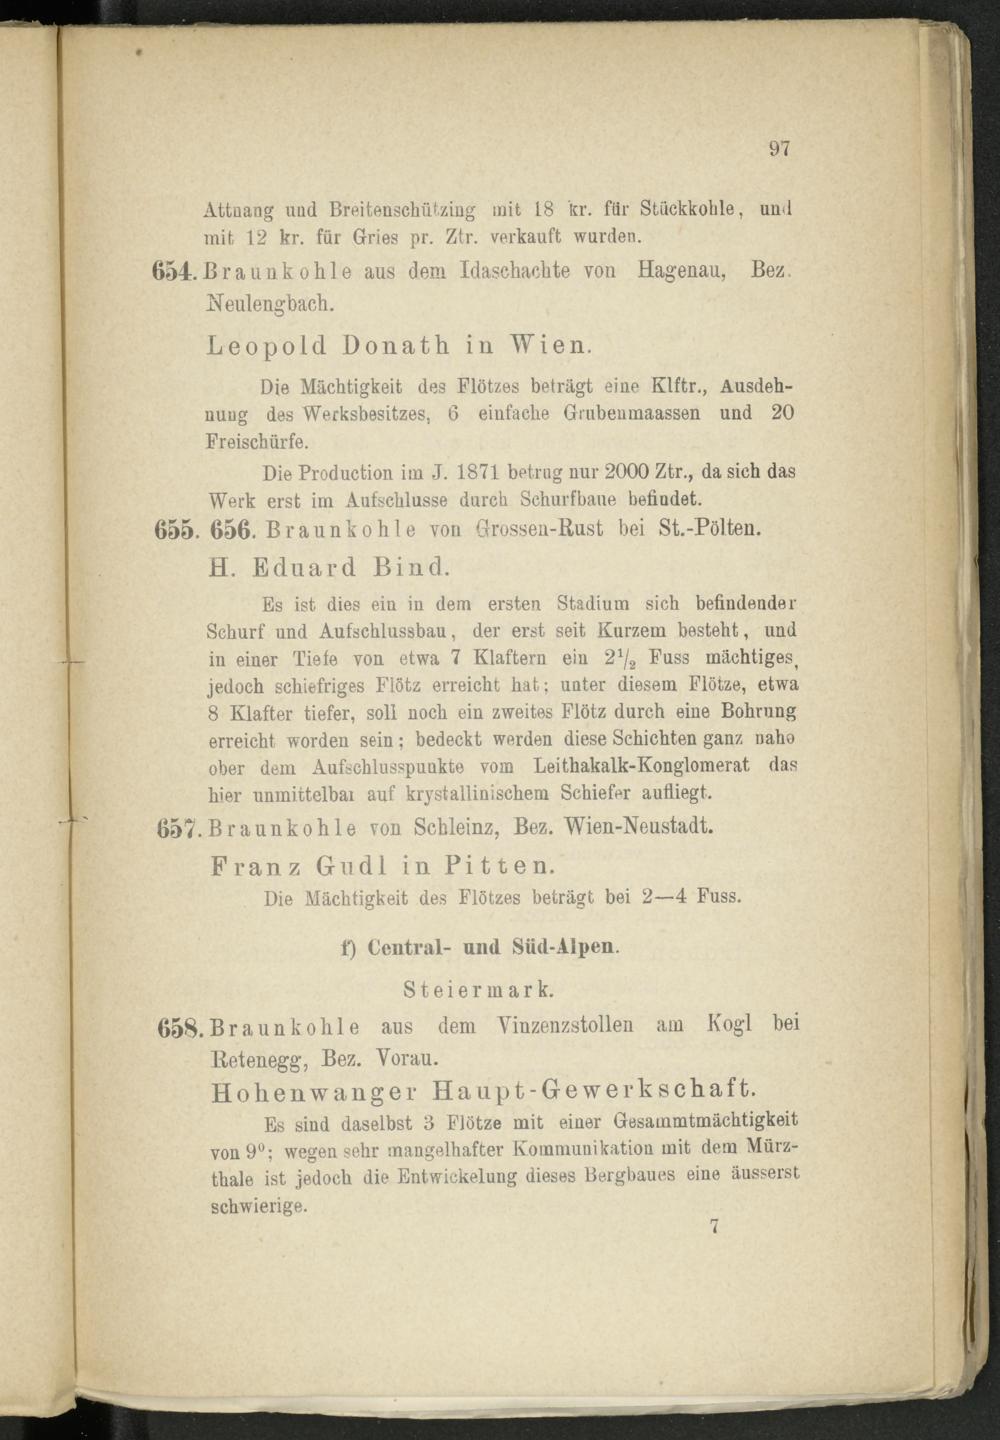 97
Attnang und Breitenschützing mit 18 kr. für Stückkohle, und
mit 12 kr. für Gries pr. Ztr. verkauft wurden.
654. Braunkohle aus dem Idaschachte von Hagenau, Bez.
Neulengbach.
Leopold Donath in Wien.
Die Mächtigkeit des Flötzes beträgt eine Klftr., Ausdeh-
nung des Werksbesitzes, 6 einfache Grubenmaassen und 20
Freischürfe.
Die Production im J. 1871 betrug nur 2000 Ztr., da sich das
Werk erst im Aufschlusse durch Schurfbaue befindet.
655. 656. Braunkohle von Grossen-Rust bei St.-Pölten.
H. Eduard Bind.
Es ist dies ein in dem ersten Stadium sich befindender
Schurf und Aufschlussbau, der erst seit Kurzem besteht, und
in einer Tiefe von etwa 7 Klaftern ein 2½ Fuss mächtiges,
jedoch schiefriges Flötz erreicht hat; unter diesem Flötze, etwa
8 Klafter tiefer, soll noch ein zweites Flötz durch eine Bohrung
erreicht worden sein; bedeckt werden diese Schichten ganz nahe
ober dem Aufschlusspunkte vom Leithakalk-Konglomerat das
hier unmittelbar auf krystallinischem Schiefer aufliegt.
657. Braunkohle von Schleinz, Bez. Wien-Neustadt.
Franz Gudl in Pitten.
Die Mächtigkeit des Flötzes beträgt bei 2—4 Fuss.
f) Central- und Süd-Alpen.
Steiermark.
658. Braunkohle aus dem Vinzenzstollen am Kogl bei
Retenegg, Bez. Vorau.
Hohenwanger Haupt-Gewerkschaft.
Es sind daselbst 3 Flötze mit einer Gesammtmächtigkeit
von 9⁰; wegen sehr mangelhafter Kommunikation mit dem Mürz-
thale ist jedoch die Entwickelung dieses Bergbaues eine äusserst
schwierige.
7